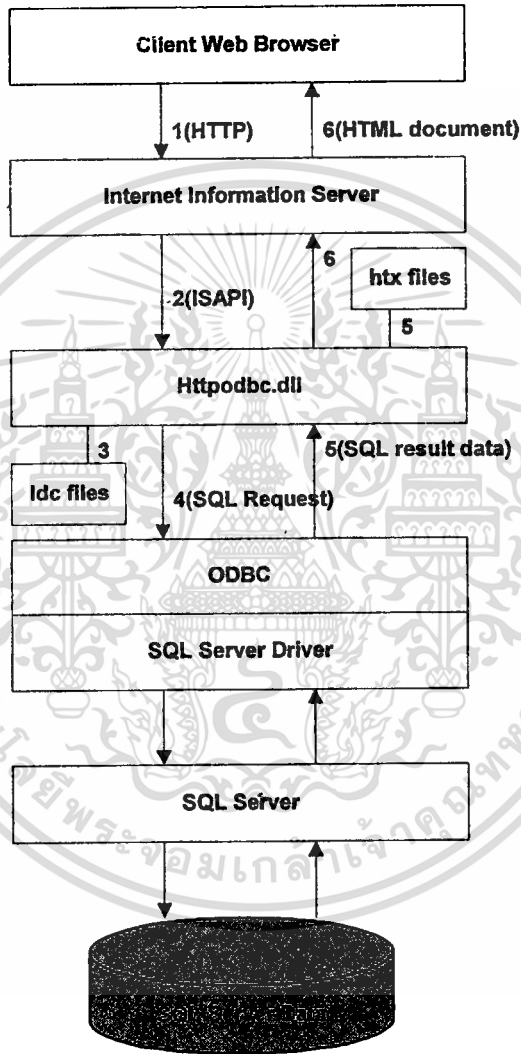 Client Web Browser
1(HTTP)
6(HTML document)
Internet Information Server
2(ISAPI)
6
htx files
5
Httpodbc.dll
3
Idc files
4(SQL Request)
5(SQL result data)
ODBC
SQL Server Driver
SQL Server